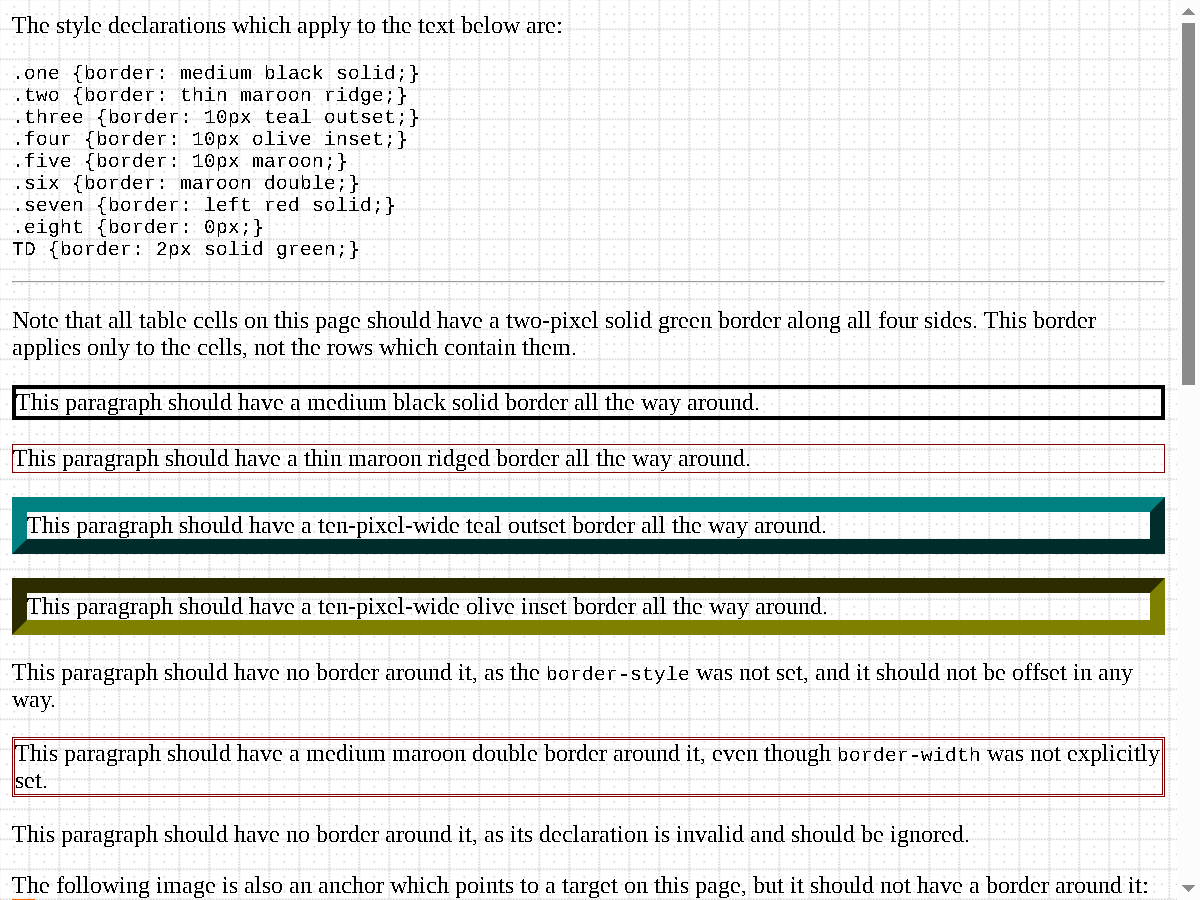 The style declarations which apply to the text below are:
.one {border: medium black solid;}
.two {border: thin maroon ridge;}
.three {border: 10px teal outset;}
.four {border: 10px olive inset;}
.five {border: 10px maroon;}
.six {border: maroon double;}
.seven {border: left red solid;}
.eight {border: 0px;}
TD {border: 2px solid green;}
Note that all table cells on this page should have a two-pixel solid green border along all four sides. This border
applies only to the cells, not the rows which contain them.
This paragraph should have a medium black solid border all the way around.
This paragraph should have a thin maroon ridged border all the way around.
This paragraph should have a ten-pixel-wide teal outset border all the way around.
This paragraph should have a ten-pixel-wide olive inset border all the way around.
This paragraph should have no border around it, as the border-style was not set, and it should not be offset in any
way.
This paragraph should have a medium maroon double border around it, even though border-width was not explicitly
set.
This paragraph should have no border around it, as its declaration is invalid and should be ignored.
The following image is also an anchor which points to a target on this page, but it should not have a border around it: